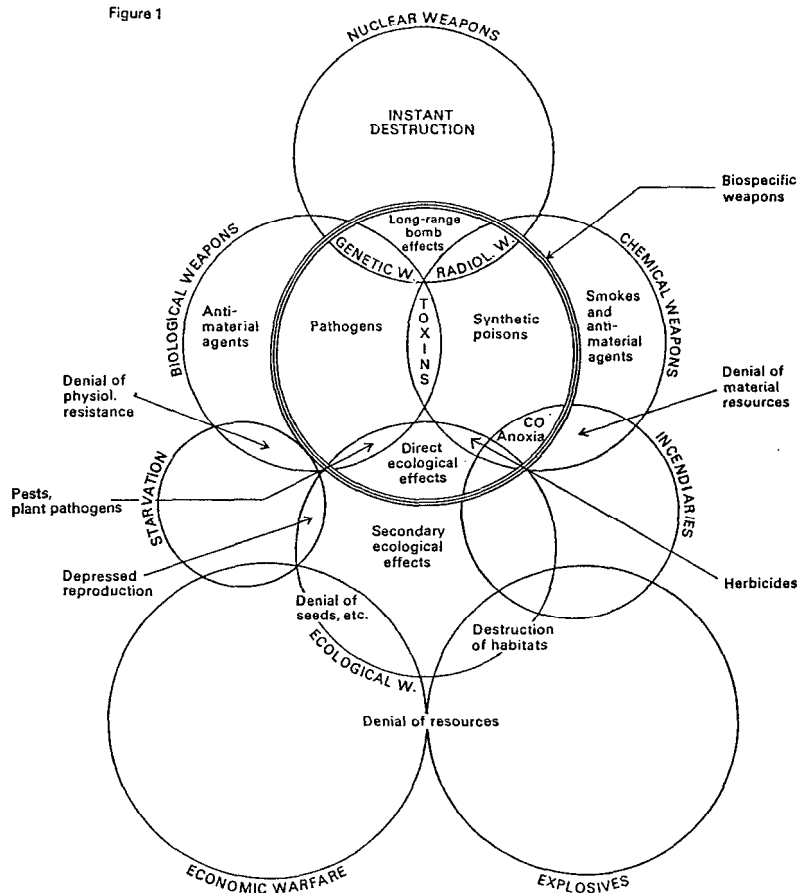 Figure 1
NUCLEAR WEAPONS
INSTANT
DESTRUCTION
Biospecific
weapons
Long-range
bomb
effects
GENETIC W.
RADIOL. W.
BIOLOGICAL WEAPONS
CHEMICAL WEAPONS
Anti-
material
agents
Pathogens
TOXINS
Synthetic
poisons
Smokes
and
anti-
material
agents
Denial of
physiol.
resistance
Denial of
material
resources
CO
Anoxia
Direct
ecological
effects
STARVATION
INCENDIARIES
Pests,
plant pathogens
Secondary
ecological
effects
Depressed
reproduction
Herbicides
Denial of
seeds, etc.
Destruction
of habitats
ECOLOGICAL W.
Denial of resources
ECONOMIC WARFARE
EXPLOSIVES